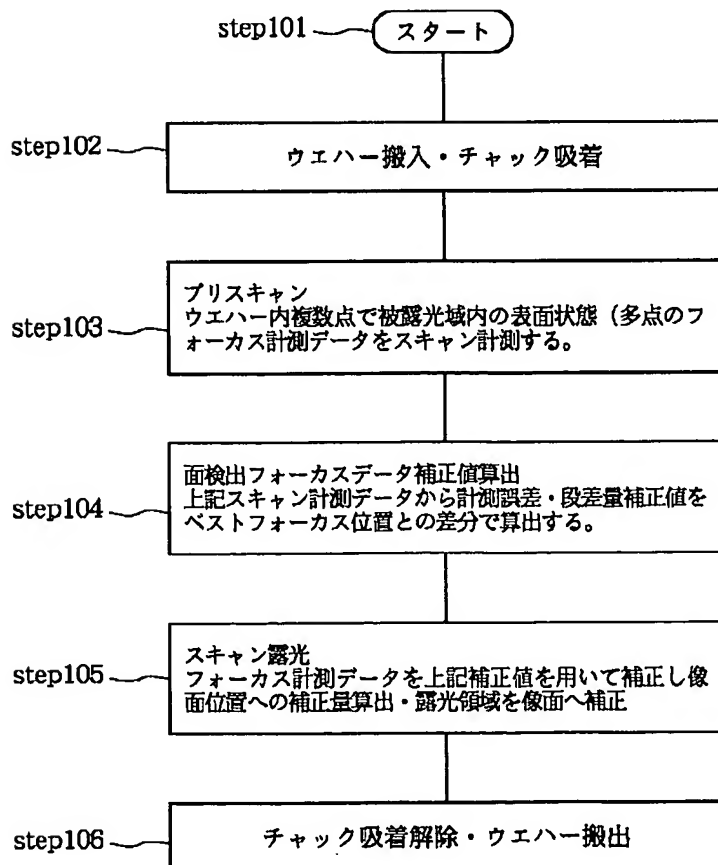 step101
スタート
step102
ウエハー搬入・チャック吸着
step103
プリスキャン
ウエハー内複数点で被露光域内の表面状態（多点のフ
ォーカス計測データをスキャン計測する。
step104
面検出フォーカスデータ補正値算出
上記スキャン計測データから計測誤差・段差量補正値を
ベストフォーカス位置との差分で算出する。
step105
スキャン露光
フォーカス計測データを上記補正値を用いて補正し像
面位置への補正量算出・露光領域を像面へ補正
step106
チャック吸着解除・ウエハー搬出